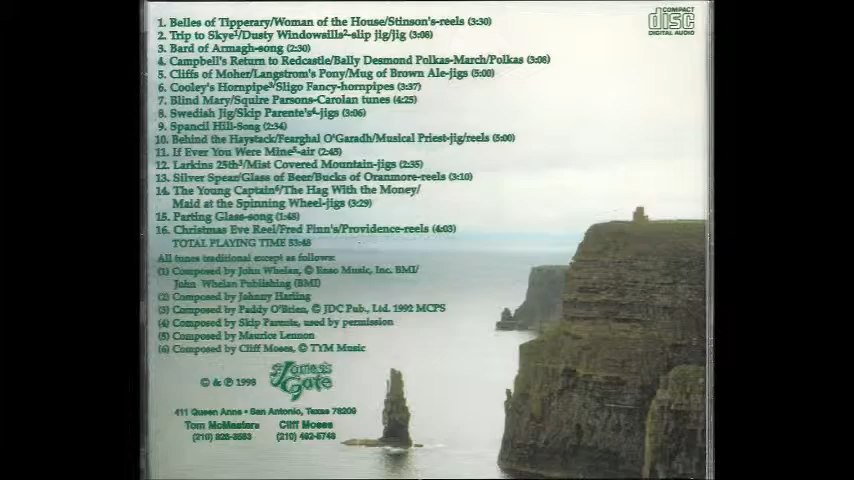 COMPACT
disc
DIGITAL AUDIO
1. Belles of Tipperary/Woman of the House/Stinson's-reels (3:30)
2. Trip to Skye¹/Dusty Windowsills²-slip jig/jig (3:08)
3. Bard of Armagh-song (2:30)
4. Campbell's Return to Redcastle/Bally Desmond Polkas-March/Polkas (3:08)
5. Cliffs of Moher/Langstrom's Pony/Mug of Brown Ale-jigs (5:00)
6. Cooley's Hornpipe³/Sligo Fancy-hornpipes (3:37)
7. Blind Mary/Squire Parsons-Carolan tunes (4:25)
8. Swedish Jig/Skip Parente's⁴-jigs (3:06)
9. Spancil Hill-Song (2:34)
10. Behind the Haystack/Fearghal O'Garadh/Musical Priest-jig/reels (5:00)
11. If Ever You Were Mine⁵-air (2:45)
12. Larkins 25th¹/Mist Covered Mountain-jigs (2:35)
13. Silver Spear/Glass of Beer/Bucks of Oranmore-reels (3:10)
14. The Young Captain⁶/The Hag With the Money/
Maid at the Spinning Wheel-jigs (3:29)
15. Parting Glass-song (1:48)
16. Christmas Eve Reel/Fred Finn's/Providence-reels (4:03)
TOTAL PLAYING TIME 53:48
All tunes traditional except as follows:
(1) Composed by John Whelan, © Enso Music, Inc. BMI/
John Whelan Publishing (BMI)
(2) Composed by Johnny Harling
(3) Composed by Paddy O'Brien, © JDC Pub., Ltd. 1992 MCPS
(4) Composed by Skip Parente, used by permission
(5) Composed by Maurice Lennon
(6) Composed by Cliff Moses, © TYM Music
© & ℗ 1998
St James's
Gate
411 Queen Anne • San Antonio, Texas 78209
Tom McMasters Cliff Moses
(210) 492-6748